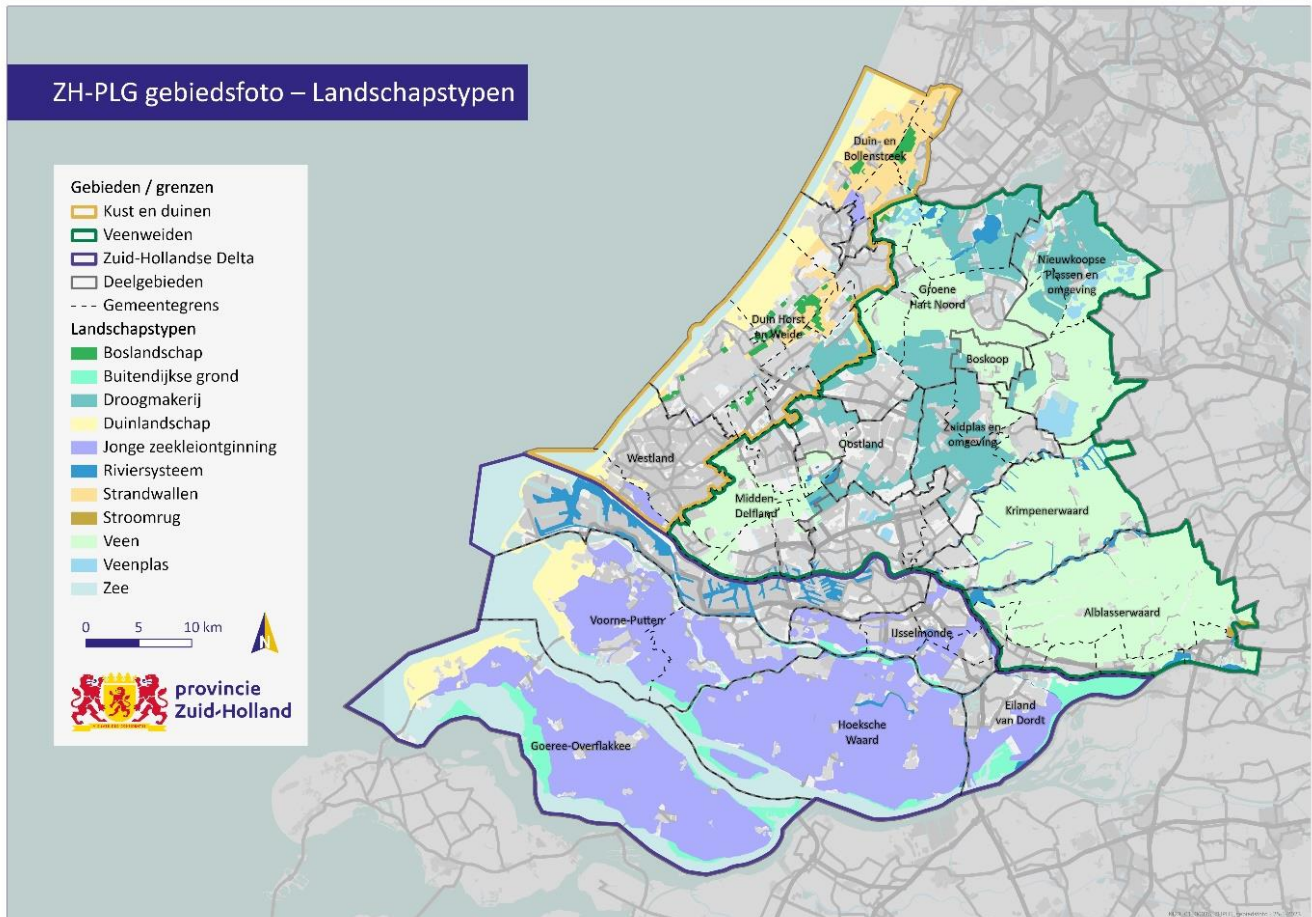 ZH-PLG gebiedsfoto – Landschapstypen
Gebieden / grenzen
Kust en duinen
Veenweiden
Zuid-Hollandse Delta
Deelgebieden
Gemeentegrens
Landschapstypen
Boslandschap
Buitendijkse grond
Droogmakerij
Duinlandschap
Jonge zeekleiontginning
Riviersysteem
Strandwallen
Stroomrug
Veen
Veenplas
Zee
0 5 10 km
N
provincie
Zuid-Holland
Duin- en
Bollenstreek
Nieuwkoopse
Plassen en
omgeving
Groene
Hart Noord
Duin Horst
en Weide
Boskoop
Zuidplas en
omgeving
Oostland
Westland
Midden-
Delfland
Krimpenerwaard
Alblasserwaard
Voorne-Putten
IJsselmonde
Eiland
van Dordt
Hoeksche
Waard
Goeree-Overflakkee